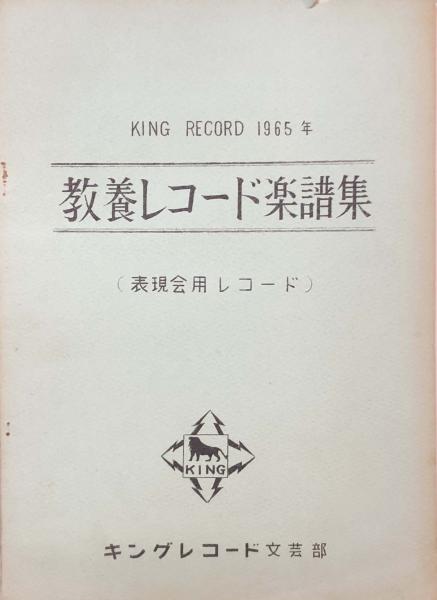 KING RECORD 1965年
教養レコード楽譜集
(表現会用レコード)
KING
キングレコード文芸部